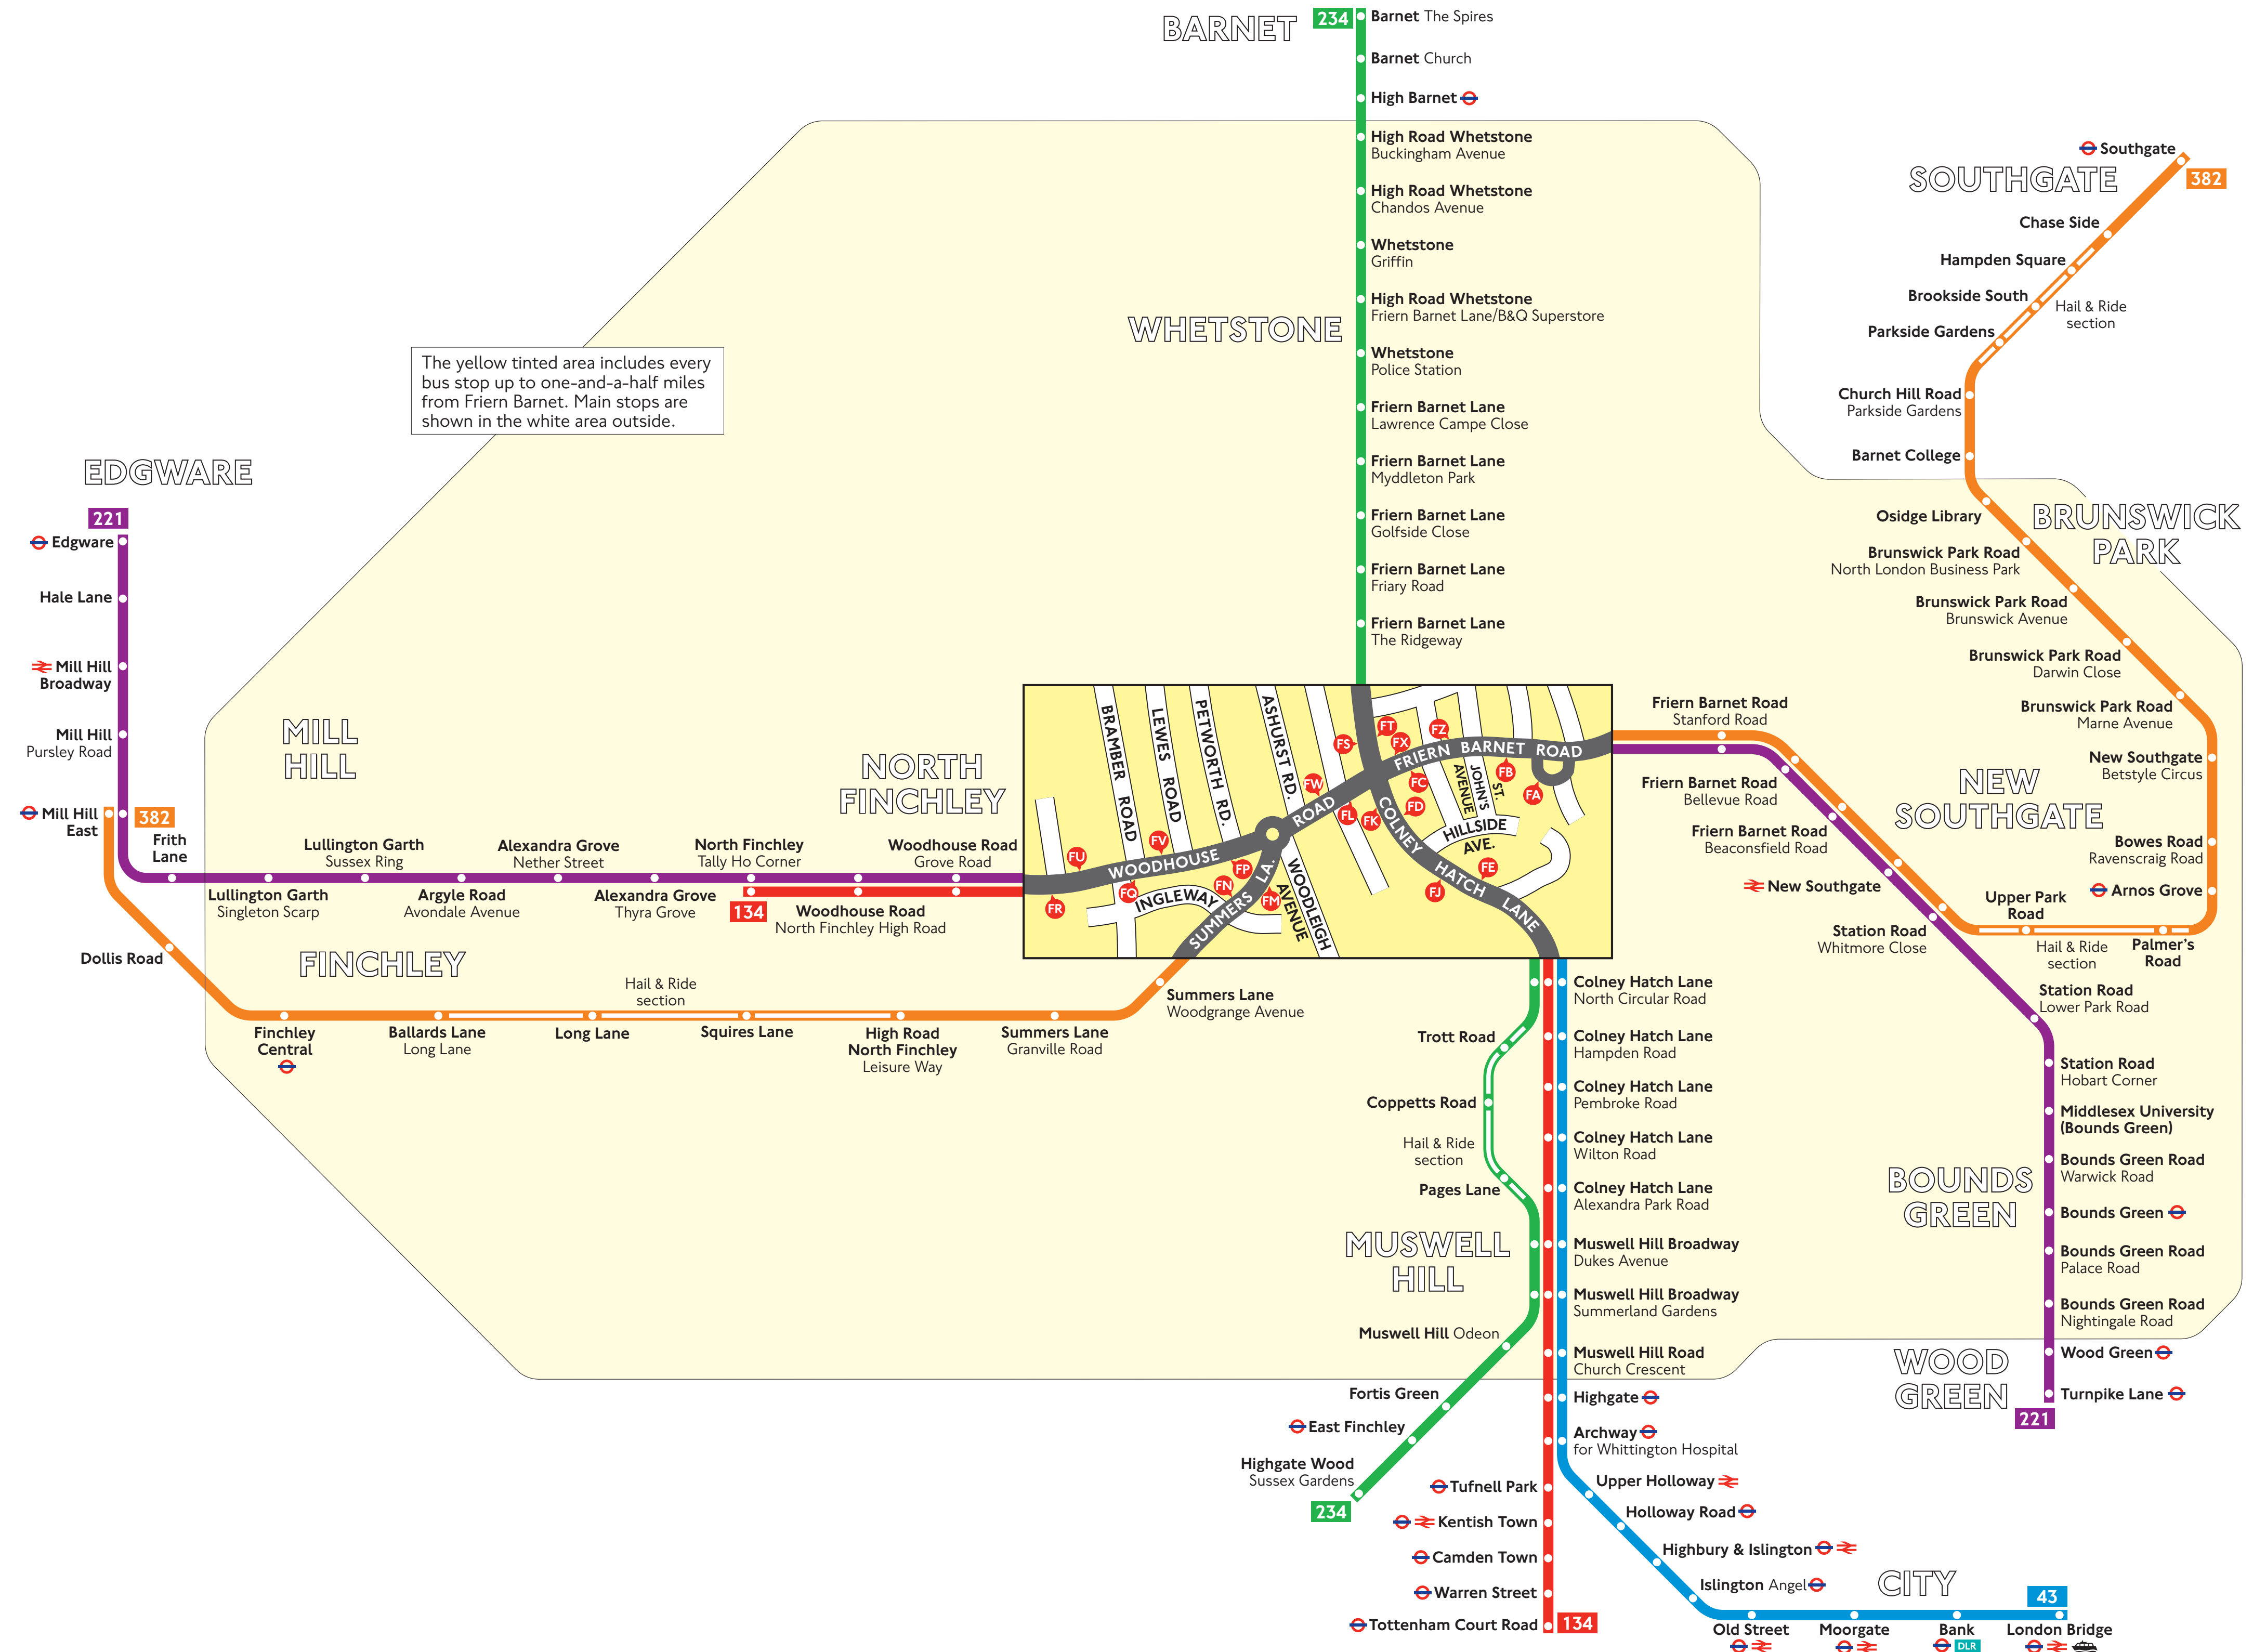 BARNET
234
Barnet The Spires
Barnet Church
High Barnet
High Road Whetstone
Buckingham Avenue
High Road Whetstone
Chandos Avenue
Whetstone
Griffin
WHETSTONE
High Road Whetstone
Friern Barnet Lane/B&Q Superstore
Whetstone
Police Station
Friern Barnet Lane
Lawrence Campe Close
Friern Barnet Lane
Myddleton Park
Friern Barnet Lane
Golfside Close
Friern Barnet Lane
Friary Road
Friern Barnet Lane
The Ridgeway
The yellow tinted area includes every
bus stop up to one-and-a-half miles
from Friern Barnet. Main stops are
shown in the white area outside.
Southgate
SOUTHGATE
382
Chase Side
Hampden Square
Brookside South
Hail & Ride
section
Parkside Gardens
Church Hill Road
Parkside Gardens
Barnet College
Osidge Library
BRUNSWICK
PARK
Brunswick Park Road
North London Business Park
Brunswick Park Road
Brunswick Avenue
Brunswick Park Road
Darwin Close
Brunswick Park Road
Marne Avenue
New Southgate
Betstyle Circus
NEW
SOUTHGATE
Bowes Road
Ravenscraig Road
Arnos Grove
Upper Park
Road
Hail & Ride
section
Palmer's
Road
EDGWARE
221
Edgware
Hale Lane
Mill Hill
Broadway
Mill Hill
Pursley Road
Mill Hill
East
382
Frith
Lane
MILL
HILL
Lullington Garth
Singleton Scarp
Lullington Garth
Sussex Ring
Argyle Road
Avondale Avenue
Alexandra Grove
Nether Street
Alexandra Grove
Thyra Grove
North Finchley
Tally Ho Corner
134
NORTH
FINCHLEY
Woodhouse Road
North Finchley High Road
Woodhouse Road
Grove Road
Dollis Road
FINCHLEY
Finchley
Central
Ballards Lane
Long Lane
Hail & Ride
section
Long Lane
Squires Lane
High Road
North Finchley
Leisure Way
Summers Lane
Granville Road
Summers Lane
Woodgrange Avenue
BRAMBER ROAD
LEWES ROAD
PETWORTH RD.
ASHURST RD.
WOODHOUSE
ROAD
FRIERN BARNET ROAD
COLNEY
HATCH
LANE
SUMMERS LA.
INGLEWAY
WOODLEIGH
AVENUE
HILLSIDE
AVE.
AVENUE
ST.
JOHN'S
FU
FR
FV
FQ
FP
FN
FM
FW
FL
FK
FS
FT
FX
FZ
FC
FD
FB
FA
FE
FJ
Friern Barnet Road
Stanford Road
Friern Barnet Road
Bellevue Road
Friern Barnet Road
Beaconsfield Road
New Southgate
Station Road
Whitmore Close
Station Road
Lower Park Road
Station Road
Hobart Corner
Middlesex University
(Bounds Green)
Bounds Green Road
Warwick Road
BOUNDS
GREEN
Bounds Green
Bounds Green Road
Palace Road
Bounds Green Road
Nightingale Road
WOOD
GREEN
Wood Green
Turnpike Lane
221
Colney Hatch Lane
North Circular Road
Colney Hatch Lane
Hampden Road
Colney Hatch Lane
Pembroke Road
Colney Hatch Lane
Wilton Road
Colney Hatch Lane
Alexandra Park Road
Muswell Hill Broadway
Dukes Avenue
Muswell Hill Broadway
Summerland Gardens
Muswell Hill Road
Church Crescent
Highgate
Archway
for Whittington Hospital
Trott Road
Coppetts Road
Hail & Ride
section
Pages Lane
MUSWELL
HILL
Muswell Hill Odeon
Fortis Green
East Finchley
Highgate Wood
Sussex Gardens
234
Tufnell Park
Kentish Town
Camden Town
Warren Street
Tottenham Court Road
134
Upper Holloway
Holloway Road
Highbury & Islington
Islington Angel
CITY
43
Old Street
Moorgate
Bank
DLR
London Bridge